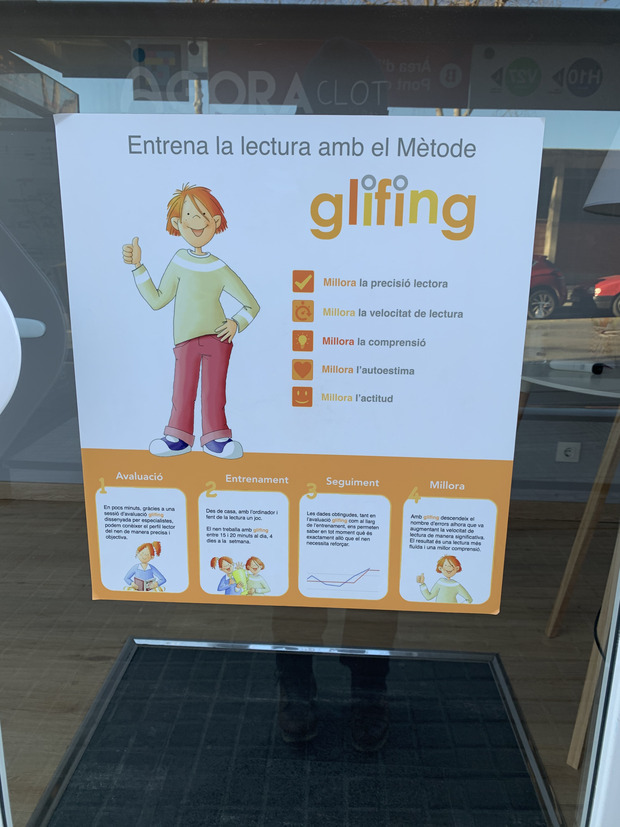 ÀGORA CLOT
H10
V27
Entrena la lectura amb el Mètode
glifing
Millora la precisió lectora
Millora la velocitat de lectura
Millora la comprensió
Millora l'autoestima
Millora l'actitud
Avaluació
1
En pocs minuts, gràcies a una
sessió d'avaluació glifing
dissenyada per especialistes,
podem conèixer el perfil lector
del nen de manera precisa i
objectiva.
Entrenament
2
Des de casa, amb l'ordinador i
fent de la lectura un joc.
El nen treballa amb glifing
entre 15 i 20 minuts al dia, 4
dies a la setmana.
Seguiment
3
Les dades obtingudes, tant en
l'avaluació glifing com al llarg
de l'entrenament, ens permeten
saber en tot moment què és
exactament allò que el nen
necessita reforçar.
Millora
4
Amb glifing descendeix el
nombre d'errors alhora que va
augmentant la velocitat de
lectura de manera significativa.
El resultat és una lectura més
fluida i una millor comprensió.